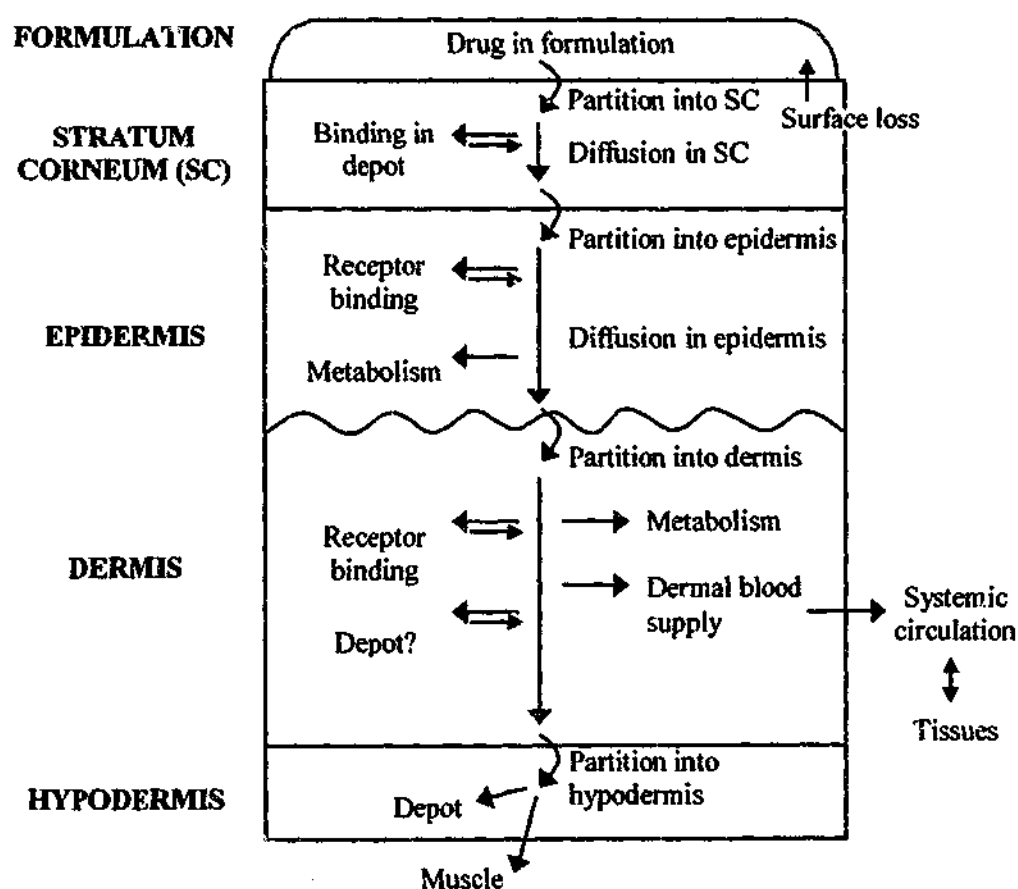 FORMULATION
Drug in formulation
Partition into SC
Surface loss
STRATUM
CORNEUM (SC)
Binding in
depot
Diffusion in SC
Partition into epidermis
Receptor
binding
EPIDERMIS
Diffusion in epidermis
Metabolism
Partition into dermis
Receptor
binding
Metabolism
DERMIS
Dermal blood
supply
Systemic
circulation
Depot?
Tissues
Partition into
hypodermis
HYPODERMIS
Depot
Muscle